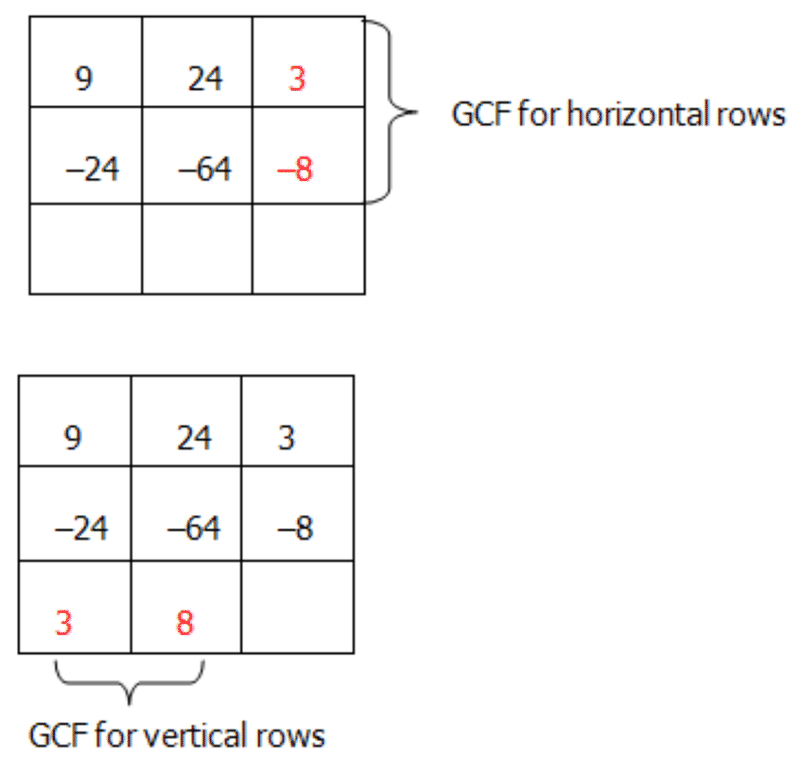 9 24 3
GCF for horizontal rows
–24 –64 –8
9 24 3
–24 –64 –8
3 8
GCF for vertical rows